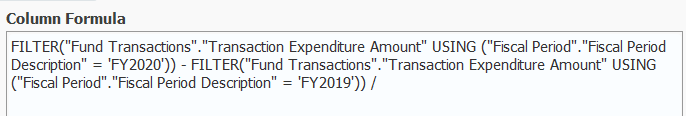 Column Formula
FILTER("Fund Transactions"."Transaction Expenditure Amount" USING ("Fiscal Period"."Fiscal Period
Description" = 'FY2020')) - FILTER("Fund Transactions"."Transaction Expenditure Amount" USING
("Fiscal Period"."Fiscal Period Description" = 'FY2019')) /